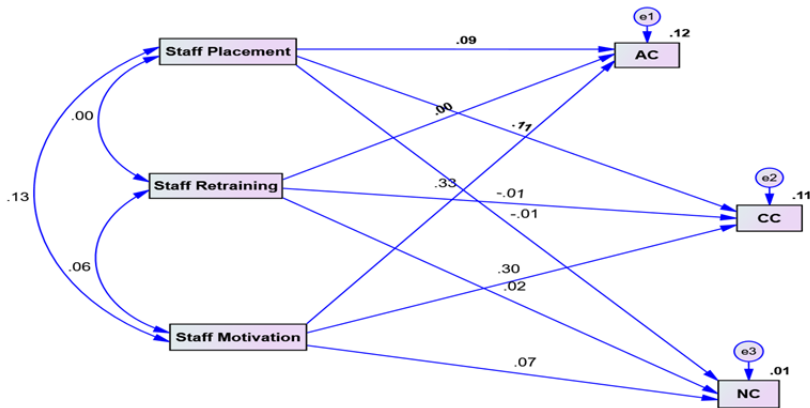 e1
.12
Staff Placement
.09
AC
.00
.00
.11
.13
Staff Retraining
.33
-.01
-.01
e2
.11
CC
.06
.30
.02
Staff Motivation
.07
e3
.01
NC